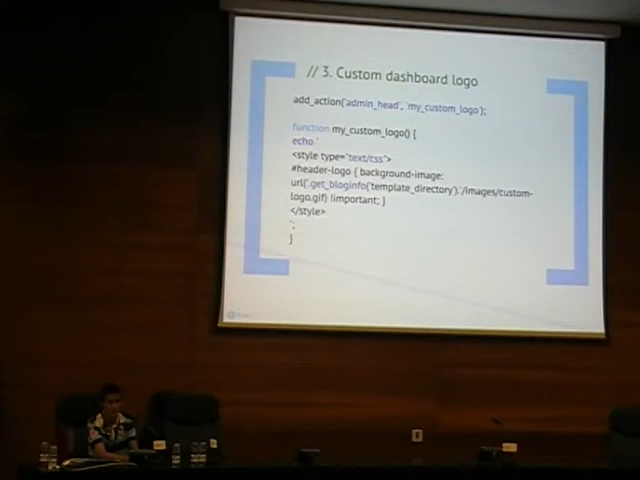 // 3. Custom dashboard logo
add_action('admin_head', 'my_custom_logo');
function my_custom_logo() {
echo '
<style type="text/css">
#header-logo { background-image:
url('.get_bloginfo('template_directory').'/images/custom-
logo.gif) !important; }
</style>
';
}